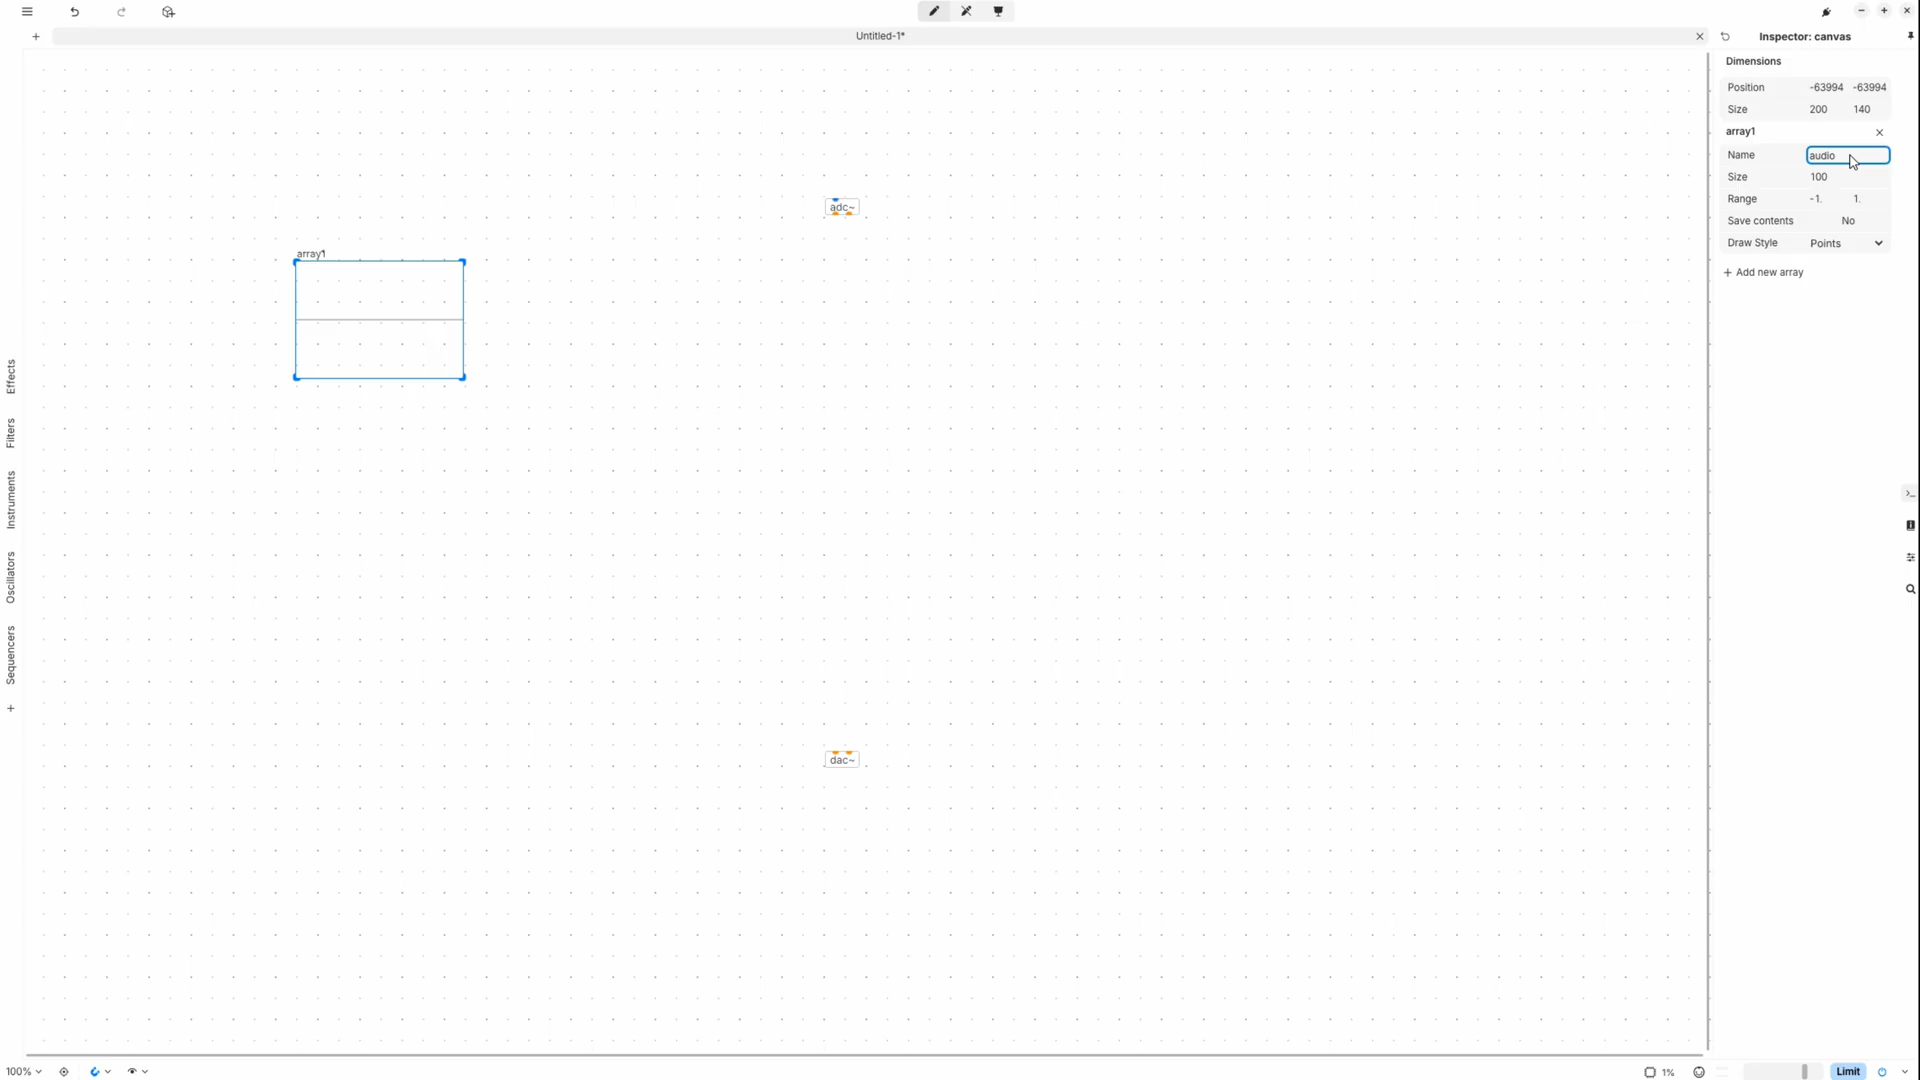 Untitled-1*
Inspector: canvas
Dimensions
Position -63994 -63994
Size 200 140
array1
Name audio
Size 100
Range -1. 1.
Save contents No
Draw Style Points
+ Add new array
adc~
array1
dac~
Effects
Filters
Instruments
Oscillators
Sequencers
+
100%
1%
Limit